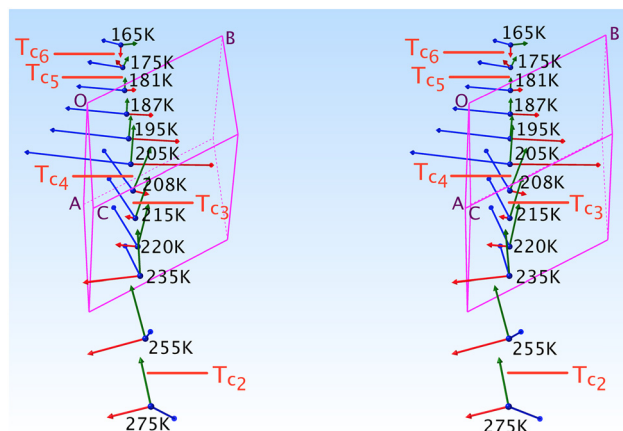 165K
B
Tc6
175K
Tc5
181K
O
187K
195K
205K
Tc4
208K
A
C
215K
Tc3
220K
235K
255K
Tc2
275K
165K
B
Tc6
175K
Tc5
181K
O
187K
195K
205K
Tc4
208K
A
C
215K
Tc3
220K
235K
255K
Tc2
275K